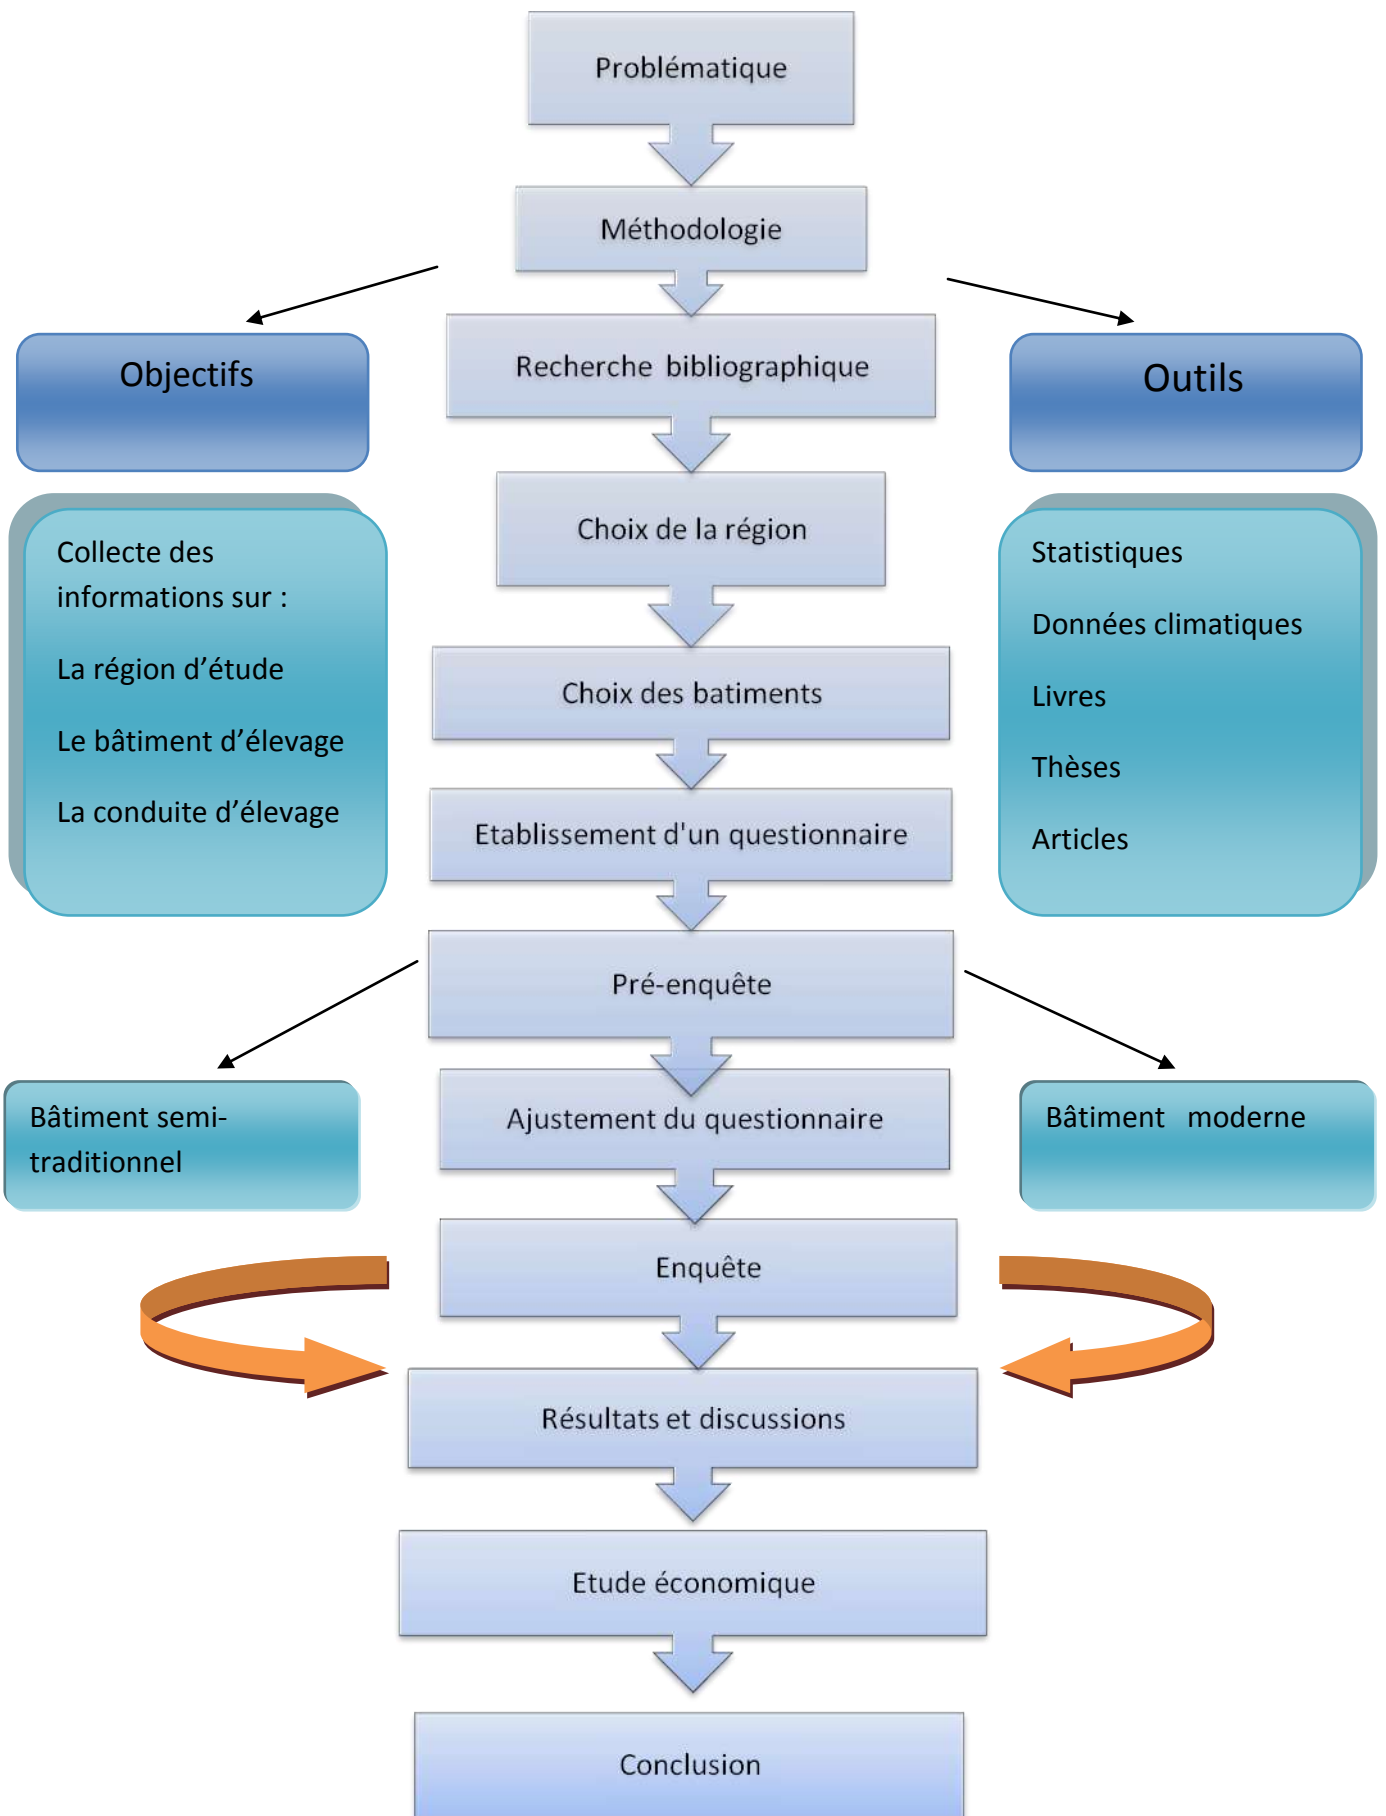 Problématique
Méthodologie
Objectifs
Recherche bibliographique
Outils
Choix de la région
Collecte des
informations sur :
La région d’étude
Le bâtiment d’élevage
La conduite d’élevage
Statistiques
Données climatiques
Livres
Thèses
Articles
Choix des batiments
Etablissement d'un questionnaire
Pré-enquête
Ajustement du questionnaire
Bâtiment semi-
traditionnel
Bâtiment moderne
Enquête
Résultats et discussions
Etude économique
Conclusion